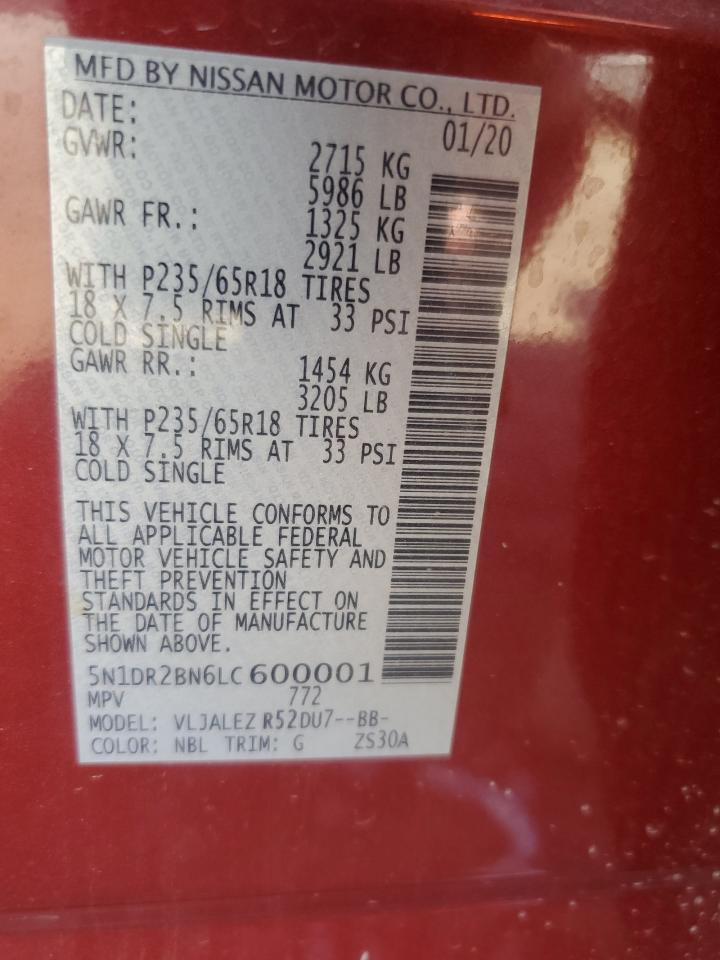 MFD BY NISSAN MOTOR CO., LTD.
DATE: 01/20
GVWR: 2715 KG
5986 LB
GAWR FR.: 1325 KG
2921 LB
WITH P235/65R18 TIRES
18 X 7.5 RIMS AT 33 PSI
COLD SINGLE
GAWR RR.: 1454 KG
3205 LB
WITH P235/65R18 TIRES
18 X 7.5 RIMS AT 33 PSI
COLD SINGLE
THIS VEHICLE CONFORMS TO
ALL APPLICABLE FEDERAL
MOTOR VEHICLE SAFETY AND
THEFT PREVENTION
STANDARDS IN EFFECT ON
THE DATE OF MANUFACTURE
SHOWN ABOVE.
5N1DR2BN6LC600001
MPV 772
MODEL: VLJALEZ R52DU7--BB-
COLOR: NBL TRIM: G ZS30A